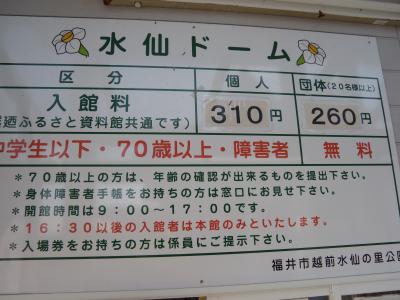 水仙ドーム
区分 個人 団体(20名様以上)
入館料 310円 260円
ふるさと資料館共通です)
中学生以下・70歳以上・障害者 無料
*70歳以上の方は、年齢の確認が出来るものを提出下さい。
*身体障害者手帳をお持ちの方は窓口にお見せ下さい。
*開館時間は9:00~17:00です。
*16:30以後の入館者は本館のみといたします。
*入場券をお持ちの方は係員にご提示下さい。
福井市越前水仙の里公